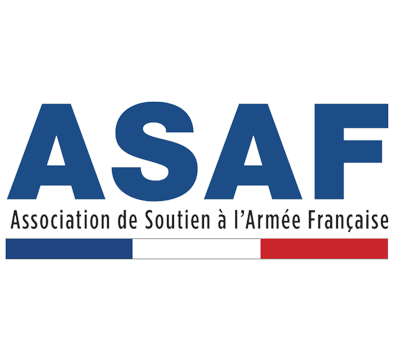 ASAF
Association de Soutien à l'Armée Française